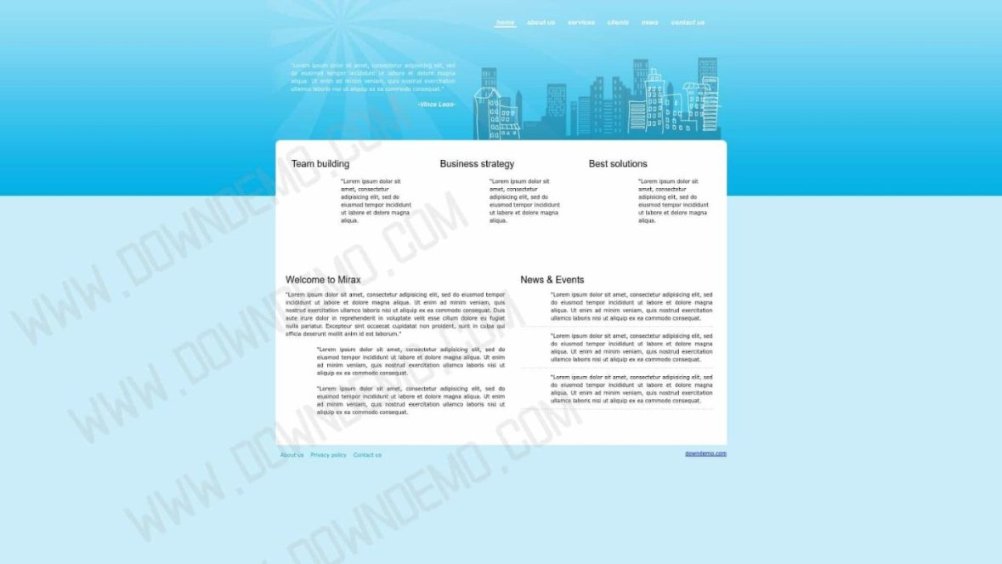 home about us services clients news contact us
"Lorem ipsum dolor sit amet, consectetur adipisicing elit, sed
do eiusmod tempor incididunt ut labore et dolore magna
aliqua. Ut enim ad minim veniam, quis nostrud exercitation
ullamco laboris nisi ut aliquip ex ea commodo consequat."
-Vince Laoo-
Team building
"Lorem ipsum dolor sit
amet, consectetur
adipisicing elit, sed do
eiusmod tempor incididunt
ut labore et dolore magna
aliqua.
Business strategy
"Lorem ipsum dolor sit
amet, consectetur
adipisicing elit, sed do
eiusmod tempor incididunt
ut labore et dolore magna
aliqua.
Best solutions
"Lorem ipsum dolor sit
amet, consectetur
adipisicing elit, sed do
eiusmod tempor incididunt
ut labore et dolore magna
aliqua.
Welcome to Mirax
"Lorem ipsum dolor sit amet, consectetur adipisicing elit, sed do eiusmod tempor
incididunt ut labore et dolore magna aliqua. Ut enim ad minim veniam, quis
nostrud exercitation ullamco laboris nisi ut aliquip ex ea commodo consequat. Duis
aute irure dolor in reprehenderit in voluptate velit esse cillum dolore eu fugiat
nulla pariatur. Excepteur sint occaecat cupidatat non proident, sunt in culpa qui
officia deserunt mollit anim id est laborum."
"Lorem ipsum dolor sit amet, consectetur adipisicing elit, sed do
eiusmod tempor incididunt ut labore et dolore magna aliqua. Ut enim
ad minim veniam, quis nostrud exercitation ullamco laboris nisi ut
aliquip ex ea commodo consequat.
"Lorem ipsum dolor sit amet, consectetur adipisicing elit, sed do
eiusmod tempor incididunt ut labore et dolore magna aliqua. Ut enim
ad minim veniam, quis nostrud exercitation ullamco laboris nisi ut
aliquip ex ea commodo consequat.
News & Events
"Lorem ipsum dolor sit amet, consectetur adipisicing elit, sed
do eiusmod tempor incididunt ut labore et dolore magna
aliqua. Ut enim ad minim veniam, quis nostrud exercitation
ullamco laboris nisi ut aliquip ex ea commodo consequat.
"Lorem ipsum dolor sit amet, consectetur adipisicing elit, sed
do eiusmod tempor incididunt ut labore et dolore magna
aliqua. Ut enim ad minim veniam, quis nostrud exercitation
ullamco laboris nisi ut aliquip ex ea commodo consequat.
"Lorem ipsum dolor sit amet, consectetur adipisicing elit, sed
do eiusmod tempor incididunt ut labore et dolore magna
aliqua. Ut enim ad minim veniam, quis nostrud exercitation
ullamco laboris nisi ut aliquip ex ea commodo consequat.
About us Privacy policy Contact us
downdemo.com
WWW.DOWNDEMO.COM
WWW.DOWNDEMO.COM
WWW.DOWNDEMO.COM
WWW.DOWNDEMO.COM